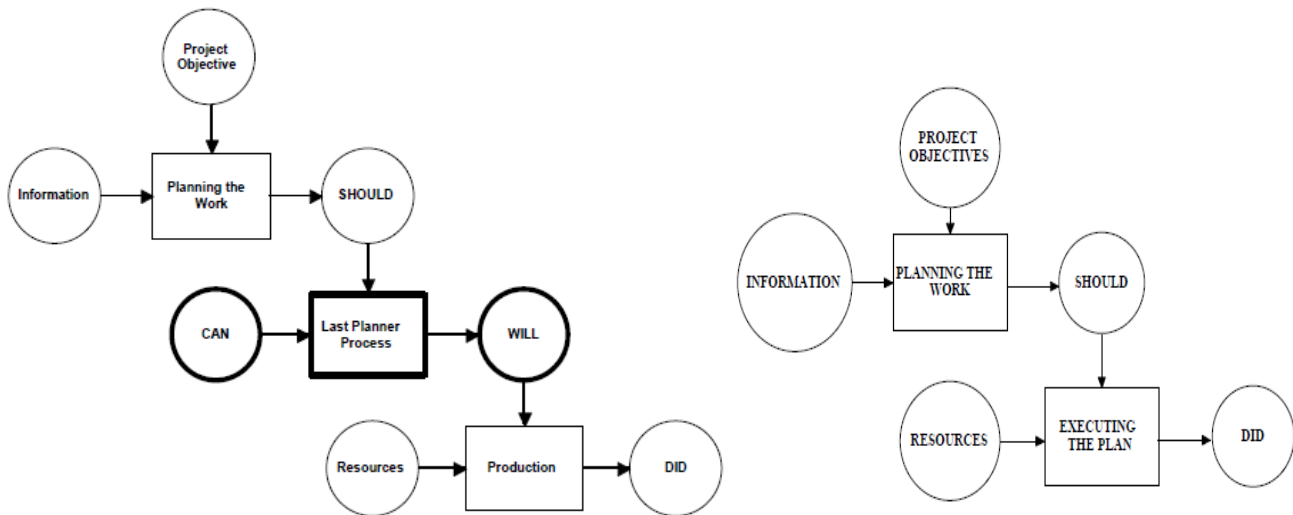 Project
Objective
Information
Planning the
Work
SHOULD
CAN
Last Planner
Process
WILL
Resources
Production
DID
PROJECT
OBJECTIVES
INFORMATION
PLANNING THE
WORK
SHOULD
RESOURCES
EXECUTING
THE PLAN
DID